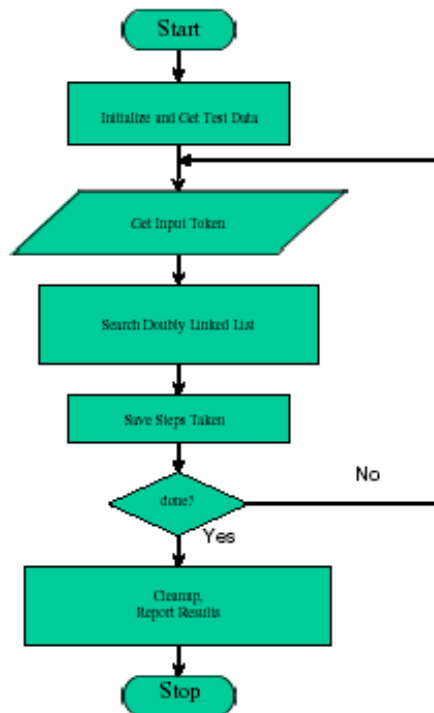 Start
Initialize and Get Test Data
Get Input Token
Search Doubly Linked List
Save Steps Taken
done?
No
Yes
Cleanup,
Report Results
Stop